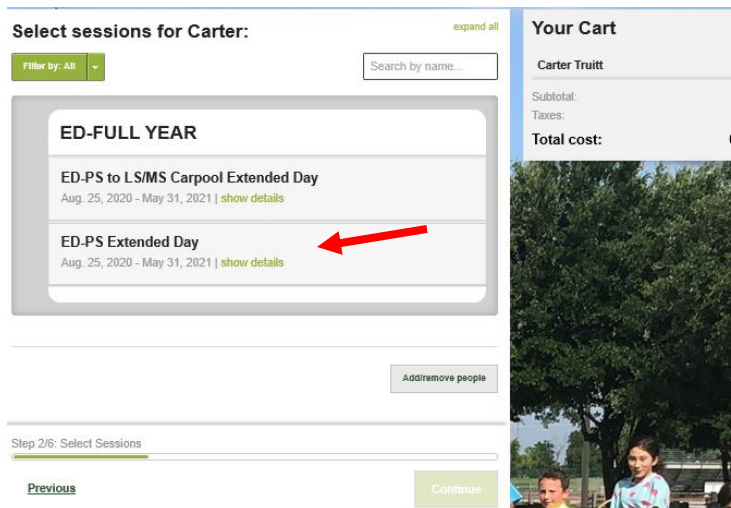 Select sessions for Carter:
expand all
Filter by: All
Search by name...
ED-FULL YEAR
ED-PS to LS/MS Carpool Extended Day
Aug. 25, 2020 - May 31, 2021 | show details
ED-PS Extended Day
Aug. 25, 2020 - May 31, 2021 | show details
Add/remove people
Step 2/6: Select Sessions
Previous
Continue
Your Cart
Carter Truitt
Subtotal:
Taxes:
Total cost: